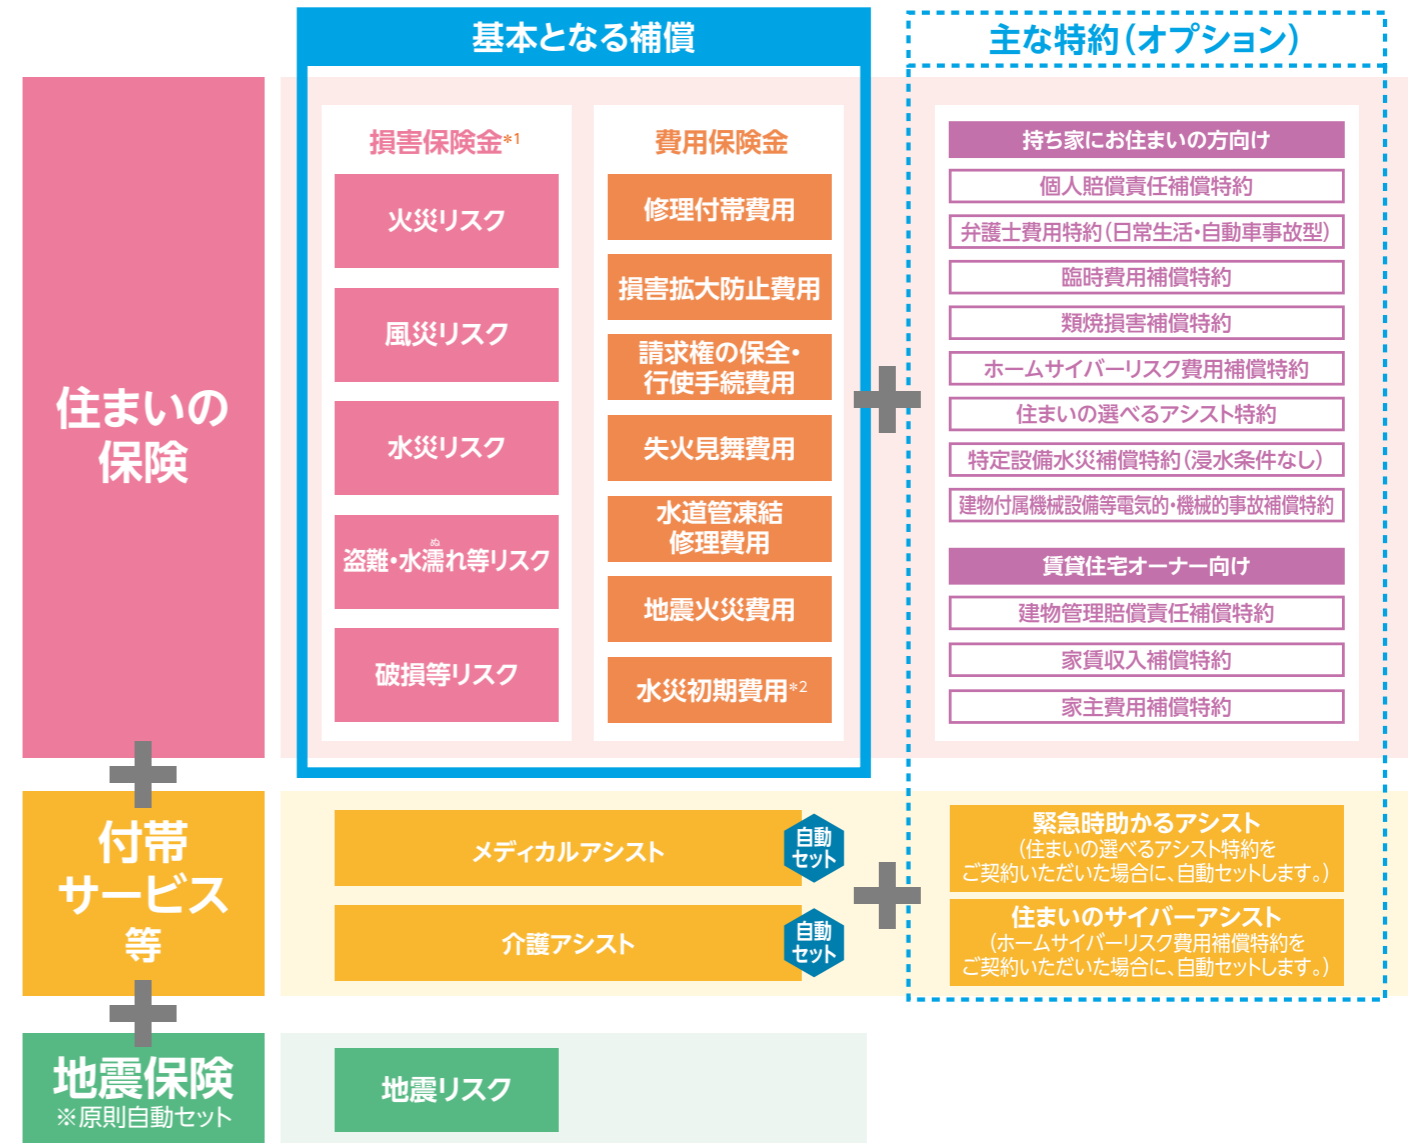 基本となる補償
主な特約（オプション）
住まいの
保険
損害保険金*1
火災リスク
風災リスク
水災リスク
ぬ
盗難・水濡れ等リスク
破損等リスク
費用保険金
修理付帯費用
損害拡大防止費用
請求権の保全・
行使手続費用
失火見舞費用
水道管凍結
修理費用
地震火災費用
水災初期費用*2
持ち家にお住まいの方向け
個人賠償責任補償特約
弁護士費用特約（日常生活・自動車事故型）
臨時費用補償特約
類焼損害補償特約
ホームサイバーリスク費用補償特約
住まいの選べるアシスト特約
特定設備水災補償特約（浸水条件なし）
建物付属機械設備等電気的・機械的事故補償特約
賃貸住宅オーナー向け
建物管理賠償責任補償特約
家賃収入補償特約
家主費用補償特約
付帯
サービス
等
メディカルアシスト
自動
セット
介護アシスト
自動
セット
緊急時助かるアシスト
（住まいの選べるアシスト特約を
ご契約いただいた場合に、自動セットします。）
住まいのサイバーアシスト
（ホームサイバーリスク費用補償特約を
ご契約いただいた場合に、自動セットします。）
地震保険
※原則自動セット
地震リスク